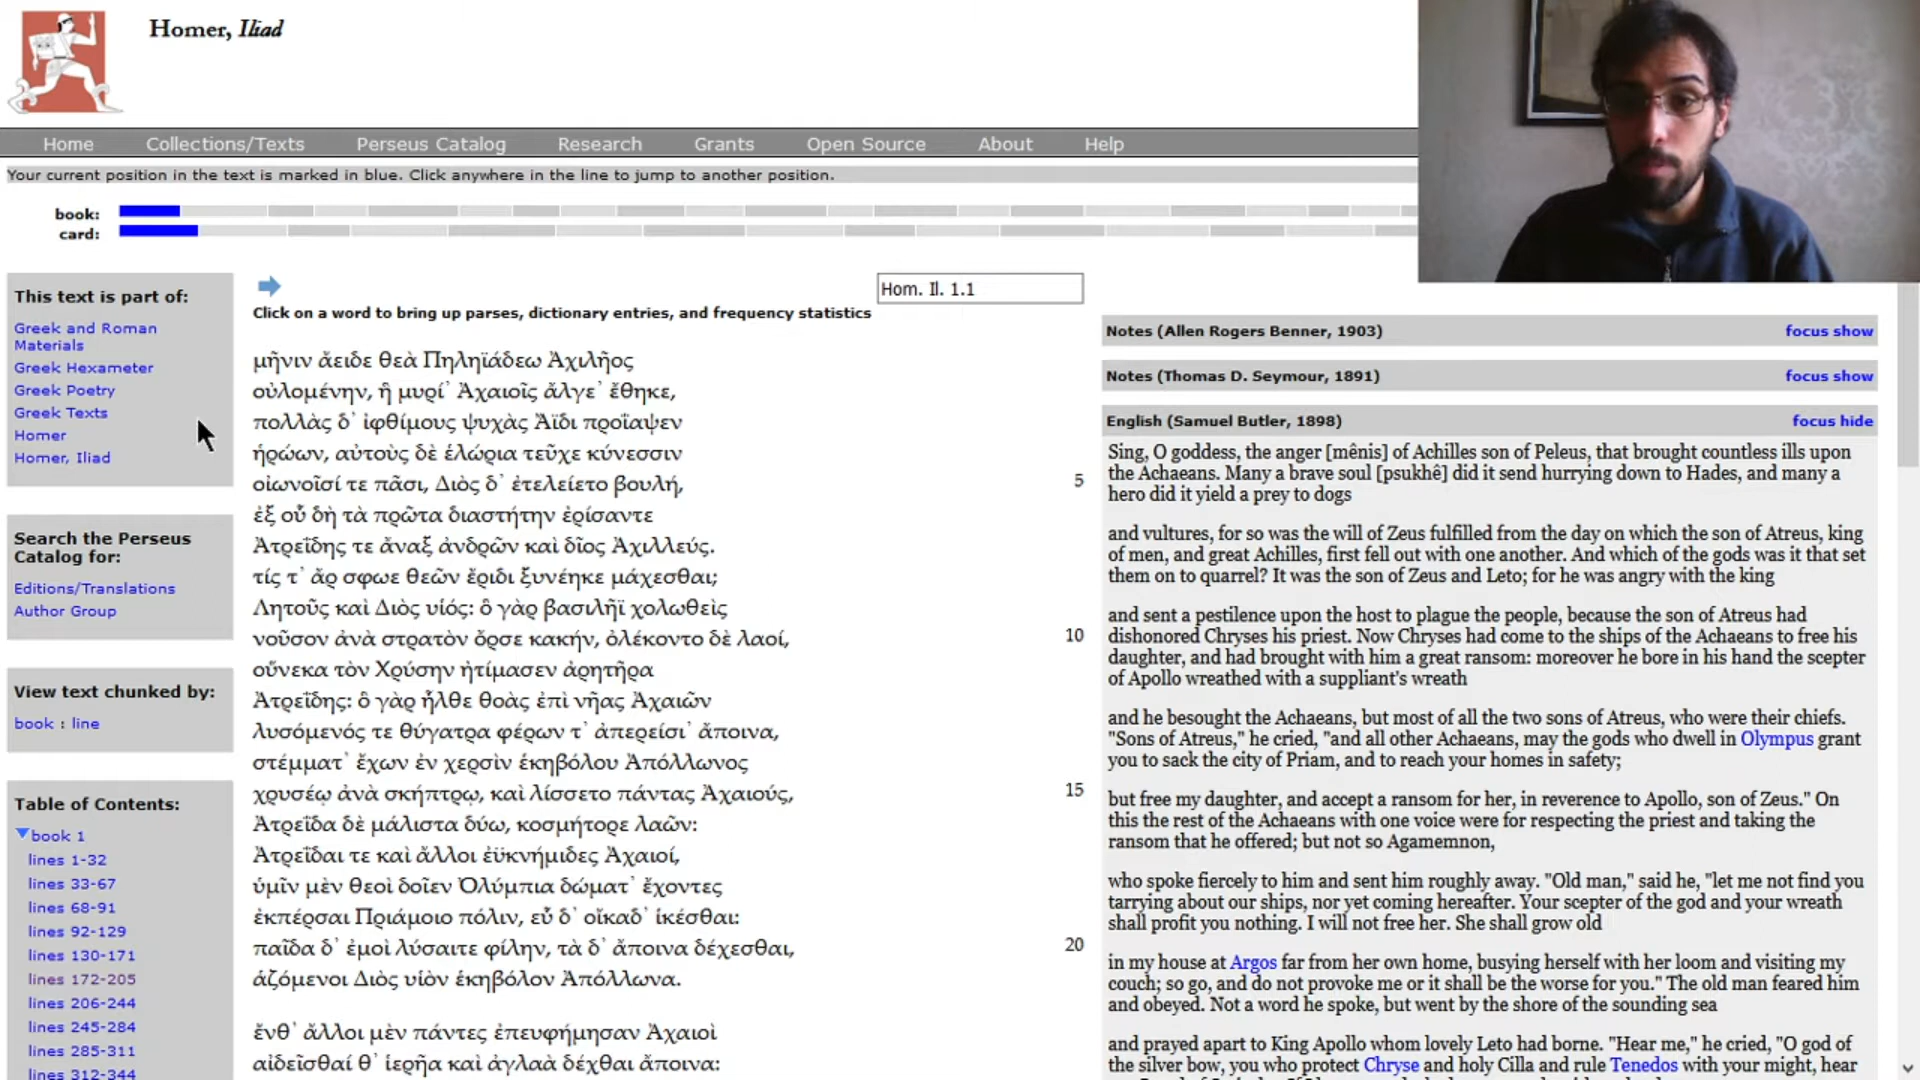 Homer, Iliad
Home Collections/Texts Perseus Catalog Research Grants Open Source About Help
Your current position in the text is marked in blue. Click anywhere in the line to jump to another position.
book:
card:
This text is part of:
Greek and Roman
Materials
Greek Hexameter
Greek Poetry
Greek Texts
Homer
Homer, Iliad
Search the Perseus
Catalog for:
Editions/Translations
Author Group
View text chunked by:
book : line
Table of Contents:
book 1
lines 1-32
lines 33-67
lines 68-91
lines 92-129
lines 130-171
lines 172-205
lines 206-244
lines 245-284
lines 285-311
lines 312-344
Hom. Il. 1.1
Click on a word to bring up parses, dictionary entries, and frequency statistics
μῆνιν ἄειδε θεὰ Πηληϊάδεω Ἀχιλῆος
οὐλομένην, ἣ μυρί᾽ Ἀχαιοῖς ἄλγε᾽ ἔθηκε,
πολλὰς δ᾽ ἰφθίμους ψυχὰς Ἄϊδι προΐαψεν
ἡρώων, αὐτοὺς δὲ ἑλώρια τεῦχε κύνεσσιν
οἰωνοῖσί τε πᾶσι, Διὸς δ᾽ ἐτελείετο βουλή, 5
ἐξ οὗ δὴ τὰ πρῶτα διαστήτην ἐρίσαντε
Ἀτρεΐδης τε ἄναξ ἀνδρῶν καὶ δῖος Ἀχιλλεύς.
τίς τ᾽ ἄρ σφωε θεῶν ἔριδι ξυνέηκε μάχεσθαι;
Λητοῦς καὶ Διὸς υἱός: ὃ γὰρ βασιλῆϊ χολωθεὶς
νοῦσον ἀνὰ στρατὸν ὄρσε κακήν, ὀλέκοντο δὲ λαοί, 10
οὕνεκα τὸν Χρύσην ἠτίμασεν ἀρητῆρα
Ἀτρεΐδης: ὃ γὰρ ἦλθε θοὰς ἐπὶ νῆας Ἀχαιῶν
λυσόμενός τε θύγατρα φέρων τ᾽ ἀπερείσι᾽ ἄποινα,
στέμματ᾽ ἔχων ἐν χερσὶν ἑκηβόλου Ἀπόλλωνος
χρυσέῳ ἀνὰ σκήπτρῳ, καὶ λίσσετο πάντας Ἀχαιούς, 15
Ἀτρεΐδα δὲ μάλιστα δύω, κοσμήτορε λαῶν:
Ἀτρεΐδαι τε καὶ ἄλλοι ἐϋκνήμιδες Ἀχαιοί,
ὑμῖν μὲν θεοὶ δοῖεν Ὀλύμπια δώματ᾽ ἔχοντες
ἐκπέρσαι Πριάμοιο πόλιν, εὖ δ᾽ οἴκαδ᾽ ἱκέσθαι:
παῖδα δ᾽ ἐμοὶ λύσαιτε φίλην, τὰ δ᾽ ἄποινα δέχεσθαι, 20
ἁζόμενοι Διὸς υἱὸν ἑκηβόλον Ἀπόλλωνα.
ἔνθ᾽ ἄλλοι μὲν πάντες ἐπευφήμησαν Ἀχαιοὶ
αἰδεῖσθαί θ᾽ ἱερῆα καὶ ἀγλαὰ δέχθαι ἄποινα:
Notes (Allen Rogers Benner, 1903) focus show
Notes (Thomas D. Seymour, 1891) focus show
English (Samuel Butler, 1898) focus hide
Sing, O goddess, the anger [mênis] of Achilles son of Peleus, that brought countless ills upon
the Achaeans. Many a brave soul [psukhê] did it send hurrying down to Hades, and many a
hero did it yield a prey to dogs
and vultures, for so was the will of Zeus fulfilled from the day on which the son of Atreus, king
of men, and great Achilles, first fell out with one another. And which of the gods was it that set
them on to quarrel? It was the son of Zeus and Leto; for he was angry with the king
and sent a pestilence upon the host to plague the people, because the son of Atreus had
dishonored Chryses his priest. Now Chryses had come to the ships of the Achaeans to free his
daughter, and had brought with him a great ransom: moreover he bore in his hand the scepter
of Apollo wreathed with a suppliant's wreath
and he besought the Achaeans, but most of all the two sons of Atreus, who were their chiefs.
"Sons of Atreus," he cried, "and all other Achaeans, may the gods who dwell in Olympus grant
you to sack the city of Priam, and to reach your homes in safety;
but free my daughter, and accept a ransom for her, in reverence to Apollo, son of Zeus." On
this the rest of the Achaeans with one voice were for respecting the priest and taking the
ransom that he offered; but not so Agamemnon,
who spoke fiercely to him and sent him roughly away. "Old man," said he, "let me not find you
tarrying about our ships, nor yet coming hereafter. Your scepter of the god and your wreath
shall profit you nothing. I will not free her. She shall grow old
in my house at Argos far from her own home, busying herself with her loom and visiting my
couch; so go, and do not provoke me or it shall be the worse for you." The old man feared him
and obeyed. Not a word he spoke, but went by the shore of the sounding sea
and prayed apart to King Apollo whom lovely Leto had borne. "Hear me," he cried, "O god of
the silver bow, you who protect Chryse and holy Cilla and rule Tenedos with your might, hear